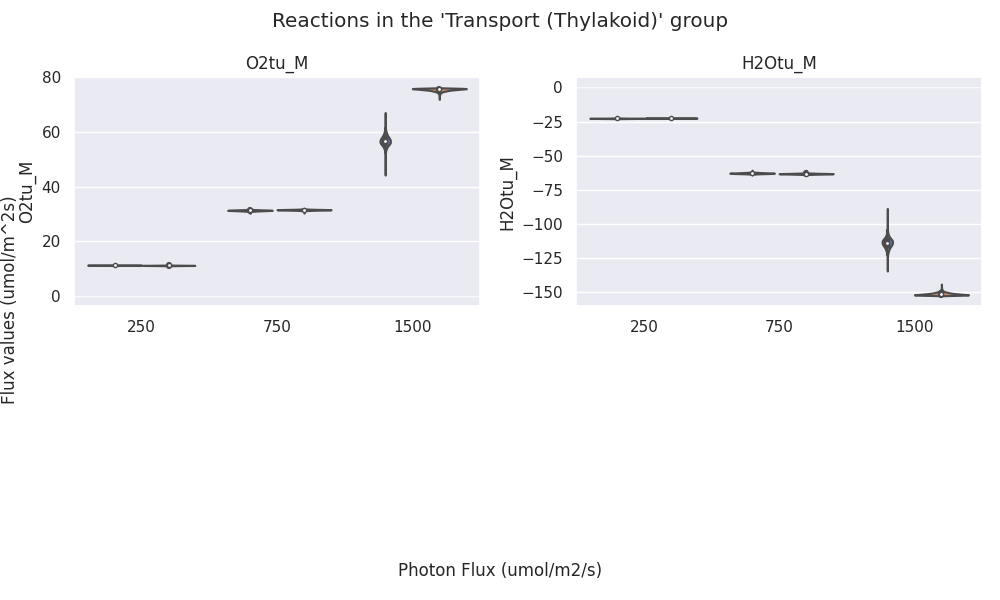 Reactions in the 'Transport (Thylakoid)' group
O2tu_M
80
60
40
20
0
O2tu_M
250
750
1500
H2Otu_M
0
−25
−50
−75
−100
−125
−150
H2Otu_M
250
750
1500
Flux values (umol/m^2s)
Photon Flux (umol/m2/s)